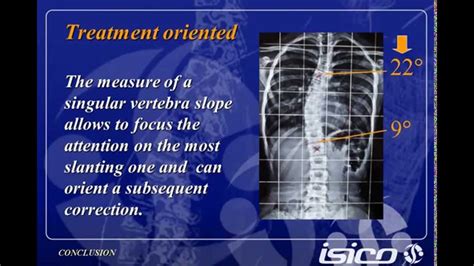 Treatment oriented
The measure of a
singular vertebra slope
allows to focus the
attention on the most
slanting one and can
orient a subsequent
correction.
22°
9°
CONCLUSION
isico